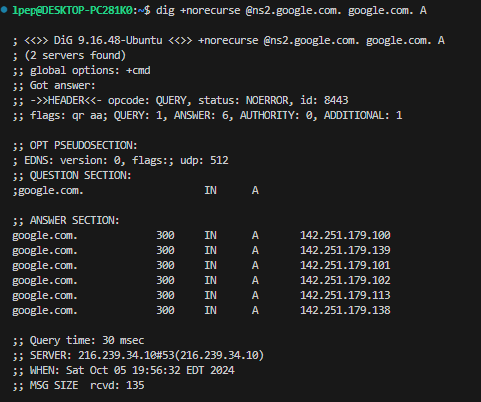 lpep@DESKTOP-PC281K0:~$ dig +norecurse @ns2.google.com. google.com. A
; <<>> DiG 9.16.48-Ubuntu <<>> +norecurse @ns2.google.com. google.com. A
; (2 servers found)
;; global options: +cmd
;; Got answer:
;; ->>HEADER<<- opcode: QUERY, status: NOERROR, id: 8443
;; flags: qr aa; QUERY: 1, ANSWER: 6, AUTHORITY: 0, ADDITIONAL: 1
;; OPT PSEUDOSECTION:
; EDNS: version: 0, flags:; udp: 512
;; QUESTION SECTION:
;google.com. IN A
;; ANSWER SECTION:
google.com. 300 IN A 142.251.179.100
google.com. 300 IN A 142.251.179.139
google.com. 300 IN A 142.251.179.101
google.com. 300 IN A 142.251.179.102
google.com. 300 IN A 142.251.179.113
google.com. 300 IN A 142.251.179.138
;; Query time: 30 msec
;; SERVER: 216.239.34.10#53(216.239.34.10)
;; WHEN: Sat Oct 05 19:56:32 EDT 2024
;; MSG SIZE rcvd: 135